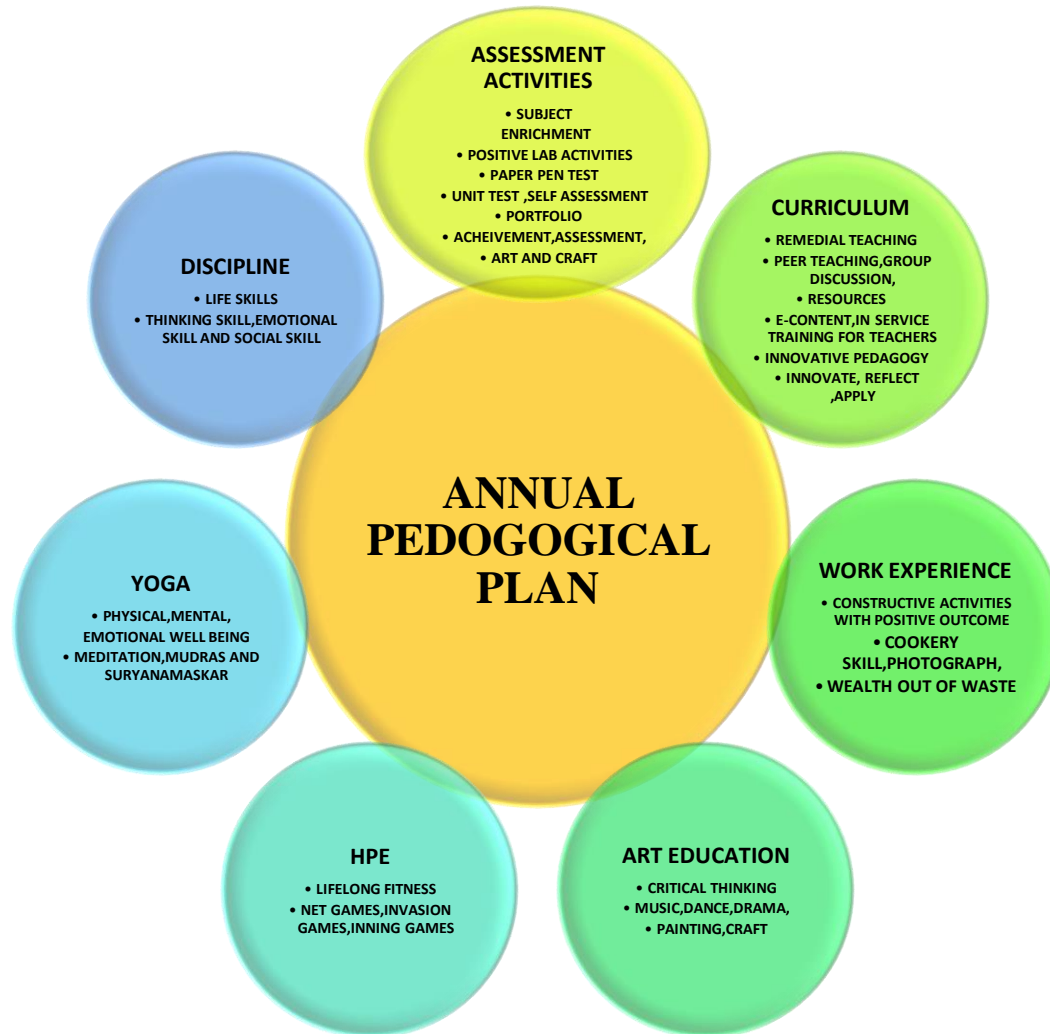 ASSESSMENT
ACTIVITIES
• SUBJECT
ENRICHMENT
• POSITIVE LAB ACTIVITIES
• PAPER PEN TEST
• UNIT TEST ,SELF ASSESSMENT
• PORTFOLIO
• ACHEIVEMENT,ASSESSMENT,
• ART AND CRAFT
CURRICULUM
• REMEDIAL TEACHING
• PEER TEACHING,GROUP
DISCUSSION,
• RESOURCES
• E-CONTENT,IN SERVICE
TRAINING FOR TEACHERS
• INNOVATIVE PEDAGOGY
• INNOVATE, REFLECT
,APPLY
WORK EXPERIENCE
• CONSTRUCTIVE ACTIVITIES
WITH POSITIVE OUTCOME
• COOKERY
SKILL,PHOTOGRAPH,
• WEALTH OUT OF WASTE
ART EDUCATION
• CRITICAL THINKING
• MUSIC,DANCE,DRAMA,
• PAINTING,CRAFT
HPE
• LIFELONG FITNESS
• NET GAMES,INVASION
GAMES,INNING GAMES
YOGA
• PHYSICAL,MENTAL,
EMOTIONAL WELL BEING
• MEDITATION,MUDRAS AND
SURYANAMASKAR
DISCIPLINE
• LIFE SKILLS
• THINKING SKILL,EMOTIONAL
SKILL AND SOCIAL SKILL
ANNUAL
PEDOGOGICAL
PLAN